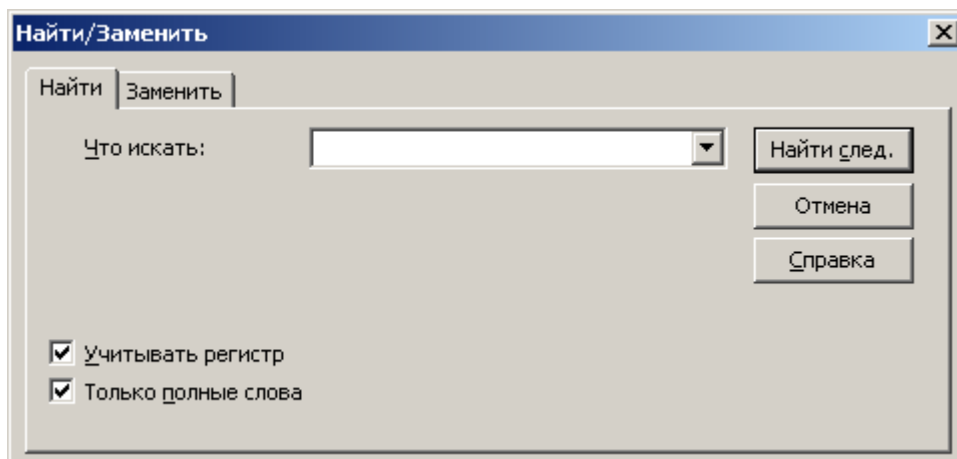 Найти/Заменить
Найти Заменить
Что искать: Найти след.
Отмена
Справка
Учитывать регистр
Только полные слова